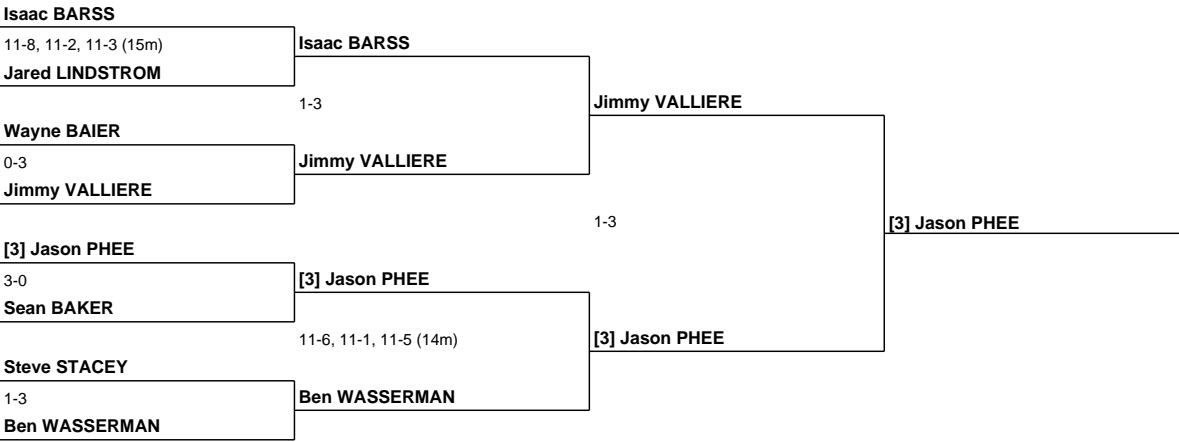 Isaac BARSS
11-8, 11-2, 11-3 (15m)
Isaac BARSS
Jared LINDSTROM
1-3
Jimmy VALLIERE
Wayne BAIER
0-3
Jimmy VALLIERE
Jimmy VALLIERE
1-3
[3] Jason PHEE
[3] Jason PHEE
3-0
[3] Jason PHEE
Sean BAKER
11-6, 11-1, 11-5 (14m)
[3] Jason PHEE
Steve STACEY
1-3
Ben WASSERMAN
Ben WASSERMAN